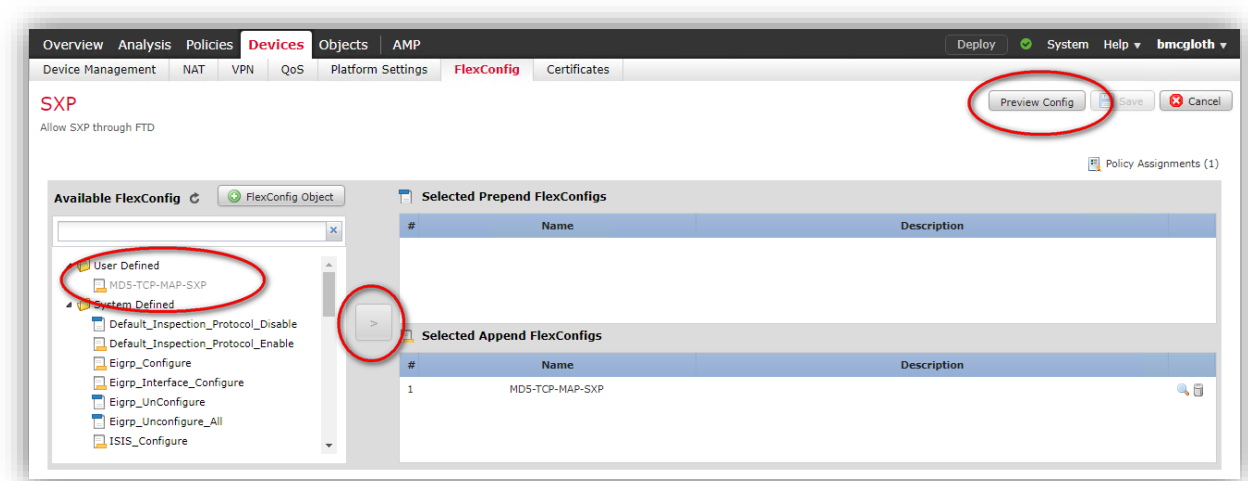 Overview Analysis Policies Devices Objects AMP Deploy System Help bmcgloth
Device Management NAT VPN QoS Platform Settings FlexConfig Certificates
SXP
Preview Config Save Cancel
Allow SXP through FTD
Policy Assignments (1)
Available FlexConfig FlexConfig Object
Selected Prepend FlexConfigs
# Name Description
User Defined
MD5-TCP-MAP-SXP
System Defined
Default_Inspection_Protocol_Disable
Default_Inspection_Protocol_Enable
Eigrp_Configure
Eigrp_Interface_Configure
Eigrp_UnConfigure
Eigrp_Unconfigure_All
ISIS_Configure
>
Selected Append FlexConfigs
# Name Description
1 MD5-TCP-MAP-SXP